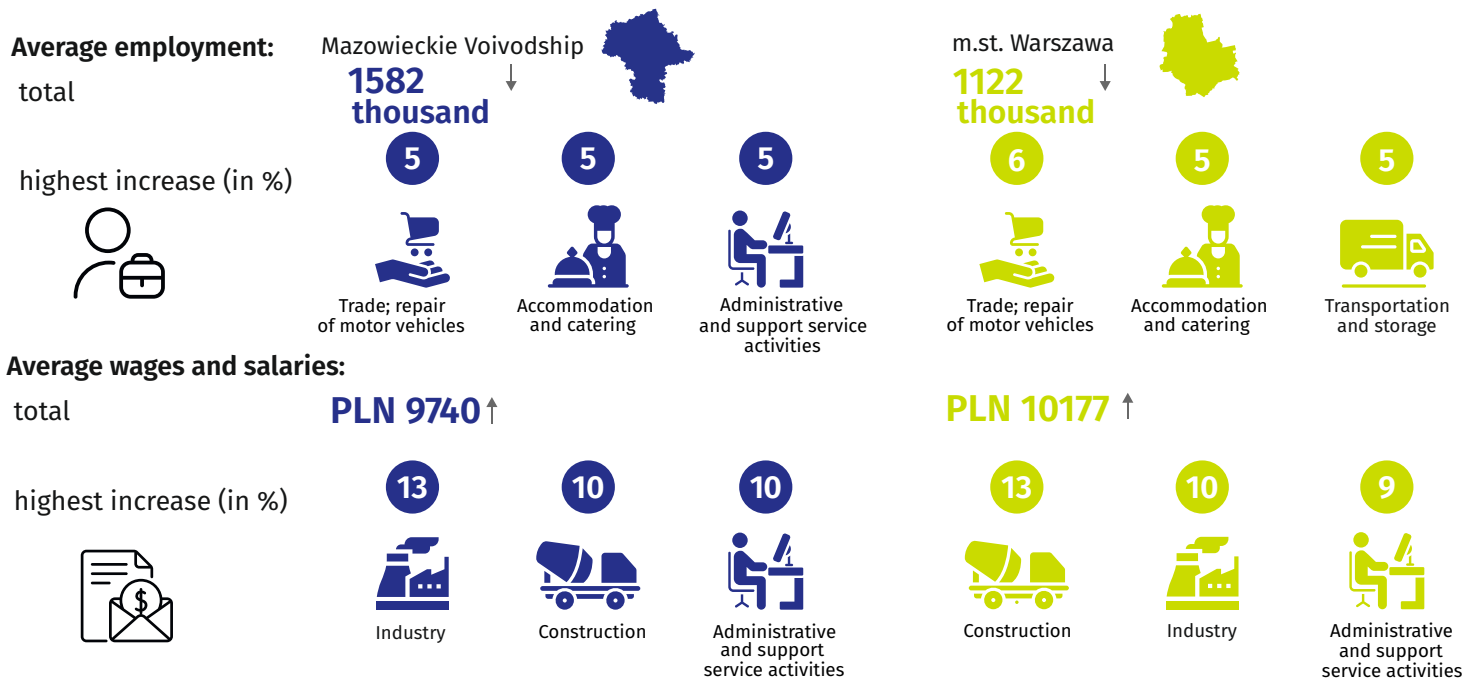 Average employment:
Mazowieckie Voivodship
m.st. Warszawa
total
1582
thousand
1122
thousand
highest increase (in %)
5
5
5
6
5
5
Trade; repair
of motor vehicles
Accommodation
and catering
Administrative
and support service
activities
Trade; repair
of motor vehicles
Accommodation
and catering
Transportation
and storage
Average wages and salaries:
total
PLN 9740
PLN 10177
highest increase (in %)
13
10
10
13
10
9
$
Industry
Construction
Administrative
and support
service activities
Construction
Industry
Administrative
and support
service activities